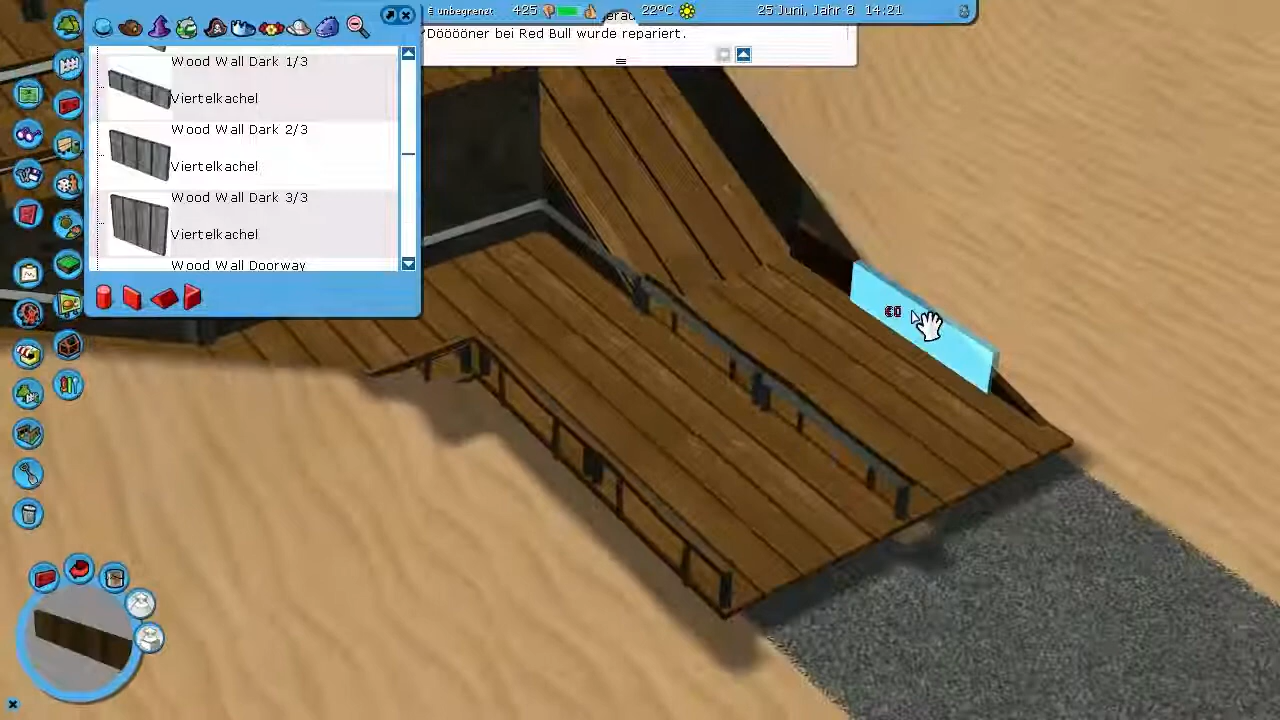 € unbegrenzt 425 22°C 25 Juni, Jahr 8 14:21
Dööööner bei Red Bull wurde repariert.
Wood Wall Dark 1/3
Viertelkachel
Wood Wall Dark 2/3
Viertelkachel
Wood Wall Dark 3/3
Viertelkachel
Wood Wall Doorway
€0